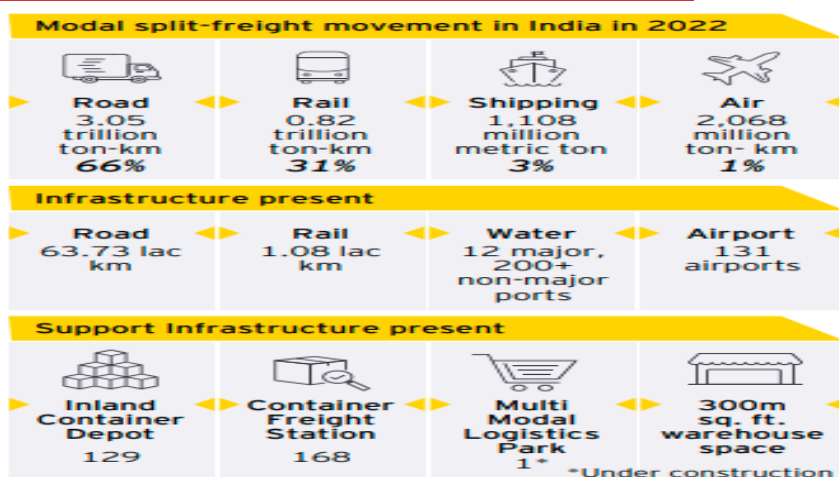 Modal split-freight movement in India in 2022
Road
3.05
trillion
ton-km
66%
Rail
0.82
trillion
ton-km
31%
Shipping
1,108
million
metric ton
3%
Air
2,068
million
ton- km
1%
Infrastructure present
Road
63.73 lac
km
Rail
1.08 lac
km
Water
12 major,
200+
non-major
ports
Airport
131
airports
Support Infrastructure present
Inland
Container
Depot
129
Container
Freight
Station
168
Multi
Modal
Logistics
Park
1*
300m
sq. ft.
warehouse
space
*Under construction